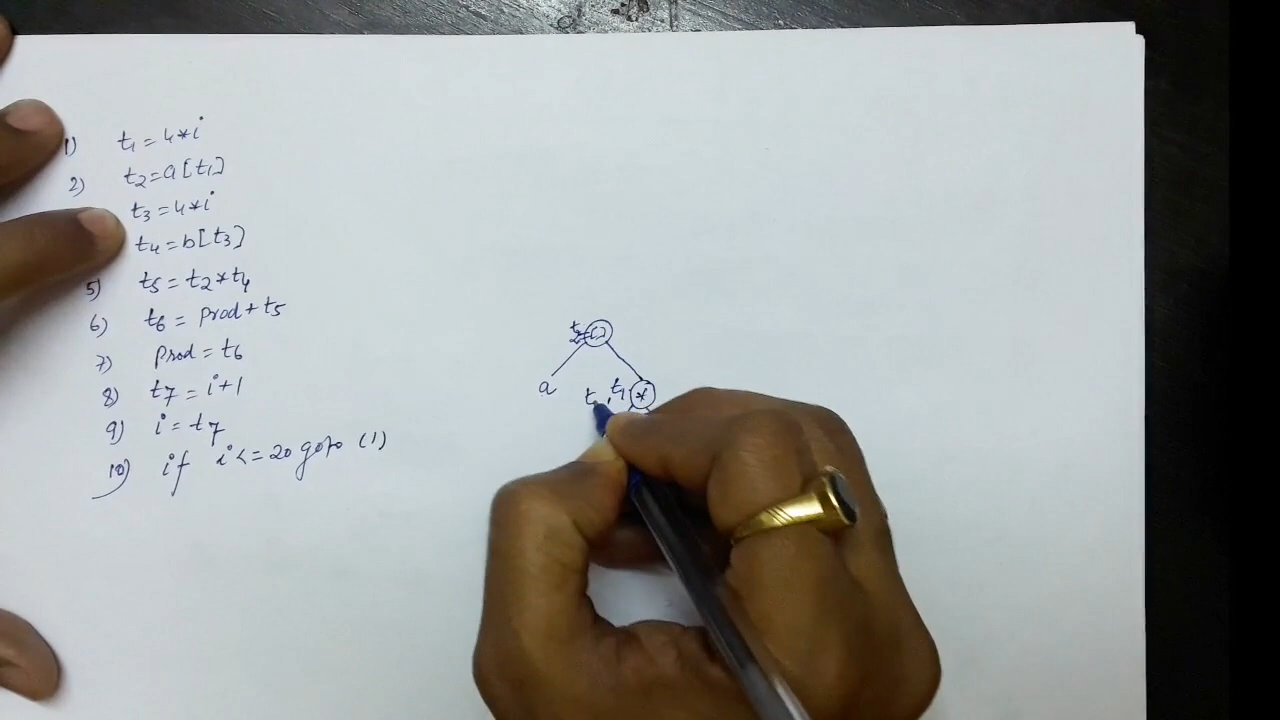 1) t1 = 4*i
2) t2 = a[t1]
t3 = 4*i
t4 = b[t3]
5) t5 = t2*t4
6) t6 = Prod + t5
7) Prod = t6
8) t7 = i+1
9) i = t7
10) if i <= 20 goto (1)
t2 []
a
t , t1 *